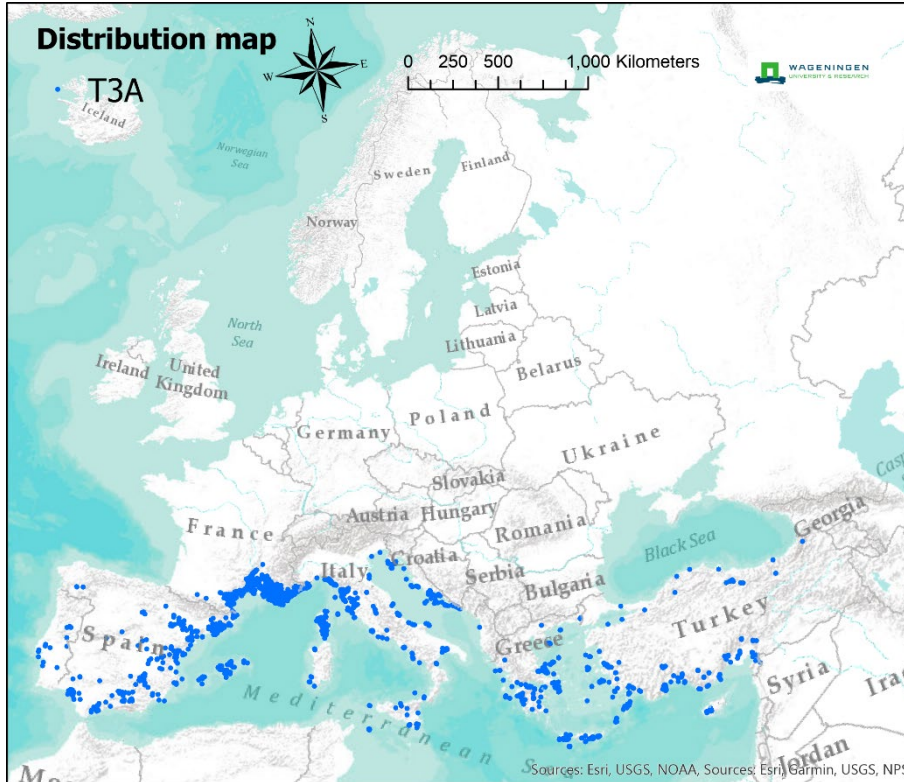 Distribution map
T3A
N
W E
S
0 250 500 1,000 Kilometers
WAGENINGEN
UNIVERSITY & RESEARCH
Iceland
Norwegian
Sea
Sweden
Finland
Norway
Estonia
Latvia
Lithuania
North
Sea
Ireland
United
Kingdom
Belarus
Poland
Germany
Ukraine
Slovakia
Austria
Hungary
France
Romania
Croatia
Italy
Serbia
Black Sea
Georgia
Bulgaria
Spain
Greece
Turkey
Syria
Iraq
Mediterranean
Jordan
Sources: Esri, USGS, NOAA, Sources: Esri, Garmin, USGS, NPS